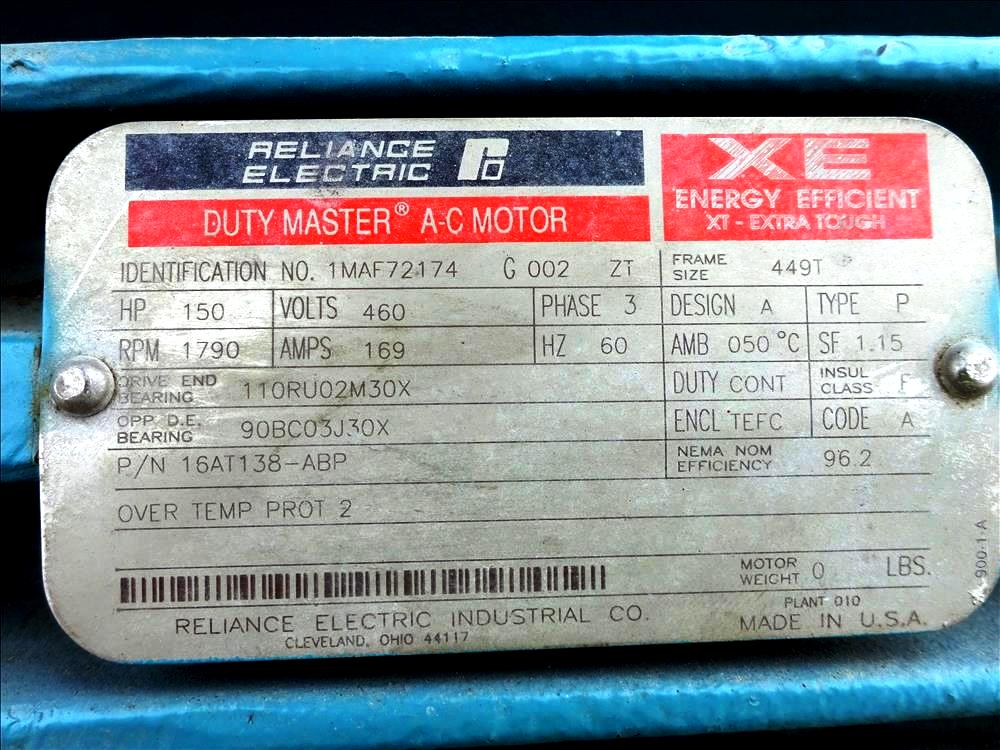 RELIANCE
ELECTRIC
XE
ENERGY EFFICIENT
XT - EXTRA TOUGH
DUTY MASTER® A-C MOTOR
IDENTIFICATION NO. 1MAF72174 G 002 ZT
FRAME SIZE 449T
HP 150 VOLTS 460 PHASE 3 DESIGN A TYPE P
RPM 1790 AMPS 169 HZ 60 AMB 050 °C SF 1.15
DRIVE END BEARING 110RU02M30X DUTY CONT INSUL CLASS F
OPP D.E. BEARING 90BC03J30X ENCL TEFC CODE A
P/N 16AT138-ABP NEMA NOM EFFICIENCY 96.2
OVER TEMP PROT 2
MOTOR WEIGHT 0 LBS.
RELIANCE ELECTRIC INDUSTRIAL CO.
CLEVELAND, OHIO 44117
PLANT 010
MADE IN U.S.A.
900-1-A